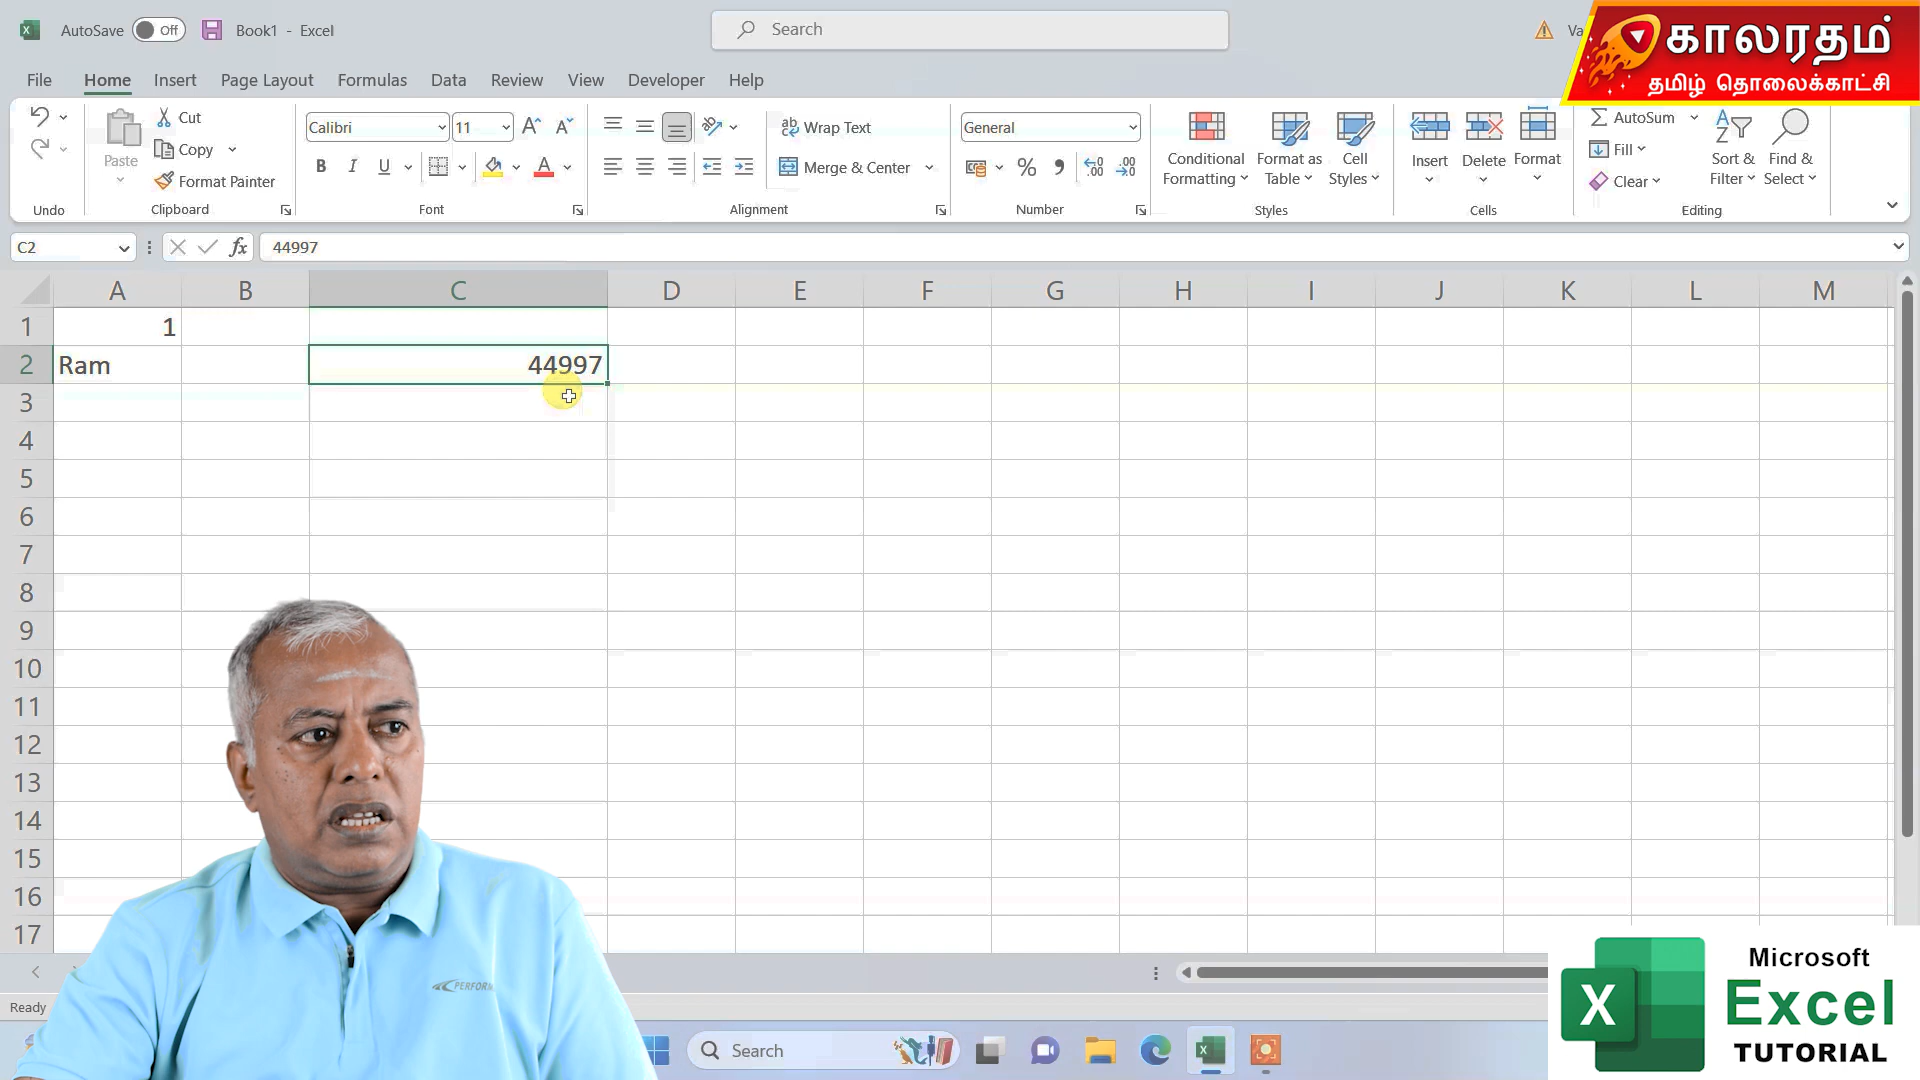 AutoSave Off Book1 - Excel Search Va
காலரதம்
தமிழ் தொலைக்காட்சி
File Home Insert Page Layout Formulas Data Review View Developer Help
Paste Cut
Copy
Format Painter
Calibri 11
B I U A
Wrap Text
Merge & Center
General
Conditional Formatting
Format as Table
Cell Styles
Insert Delete Format
AutoSum
Fill
Clear
Sort & Filter
Find & Select
Undo Clipboard Font Alignment Number Styles Cells Editing
C2 fx 44997
A B C D E F G H I J K L M
1 1
2 Ram 44997
3
4
5
6
7
8
9
10
11
12
13
14
15
16
17
PERFORM
Ready
Search
X
Microsoft
Excel
TUTORIAL